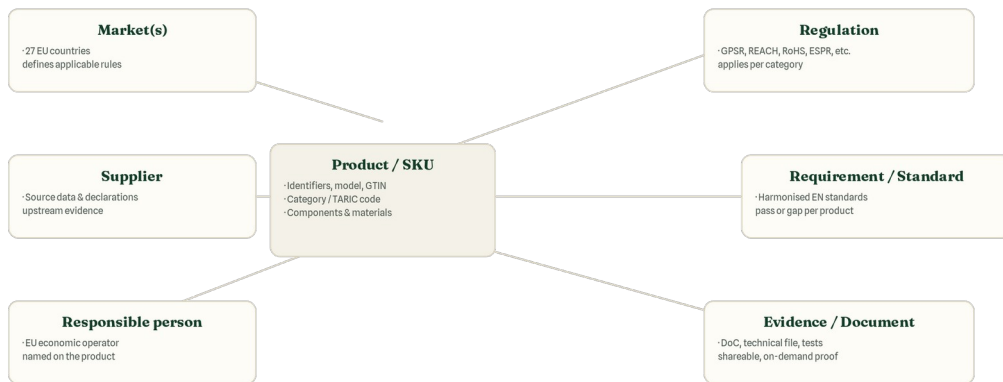 Market(s)
· 27 EU countries
defines applicable rules
Regulation
· GPSR, REACH, RoHS, ESPR, etc.
applies per category
Supplier
· Source data & declarations
upstream evidence
Product / SKU
· Identifiers, model, GTIN
· Category / TARIC code
· Components & materials
Requirement / Standard
· Harmonised EN standards
pass or gap per product
Responsible person
· EU economic operator
named on the product
Evidence / Document
· DoC, technical file, tests
shareable, on-demand proof